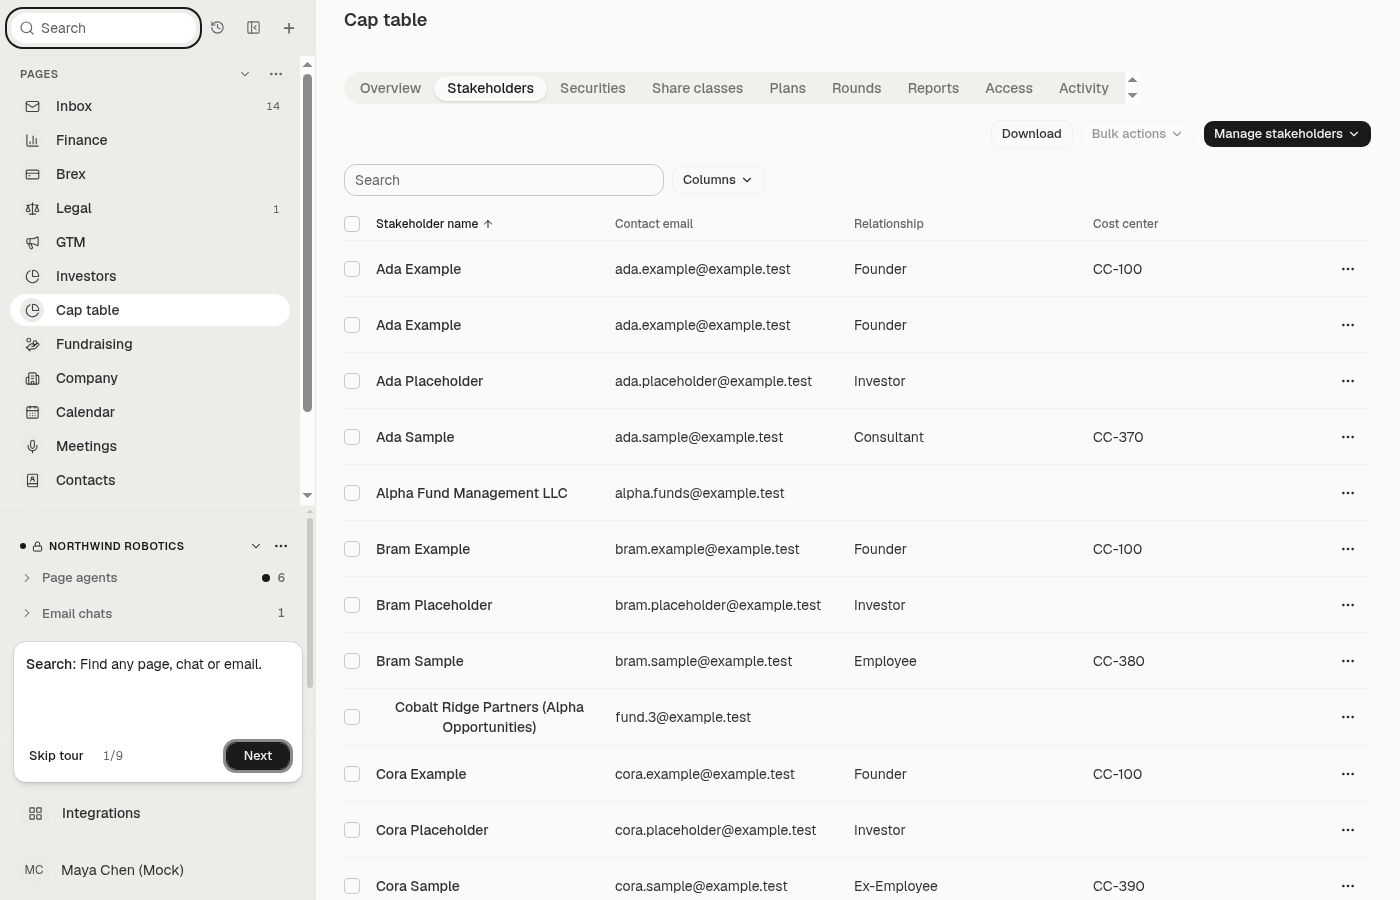 Search
PAGES
Inbox 14
Finance
Brex
Legal 1
GTM
Investors
Cap table
Fundraising
Company
Calendar
Meetings
Contacts
NORTHWIND ROBOTICS
Page agents 6
Email chats 1
Search: Find any page, chat or email.
Skip tour 1/9 Next
Integrations
MC Maya Chen (Mock)
Cap table
Overview Stakeholders Securities Share classes Plans Rounds Reports Access Activity
Download Bulk actions Manage stakeholders
Search Columns
Stakeholder name Contact email Relationship Cost center
Ada Example ada.example@example.test Founder CC-100
Ada Example ada.example@example.test Founder
Ada Placeholder ada.placeholder@example.test Investor
Ada Sample ada.sample@example.test Consultant CC-370
Alpha Fund Management LLC alpha.funds@example.test
Bram Example bram.example@example.test Founder CC-100
Bram Placeholder bram.placeholder@example.test Investor
Bram Sample bram.sample@example.test Employee CC-380
Cobalt Ridge Partners (Alpha
Opportunities) fund.3@example.test
Cora Example cora.example@example.test Founder CC-100
Cora Placeholder cora.placeholder@example.test Investor
Cora Sample cora.sample@example.test Ex-Employee CC-390